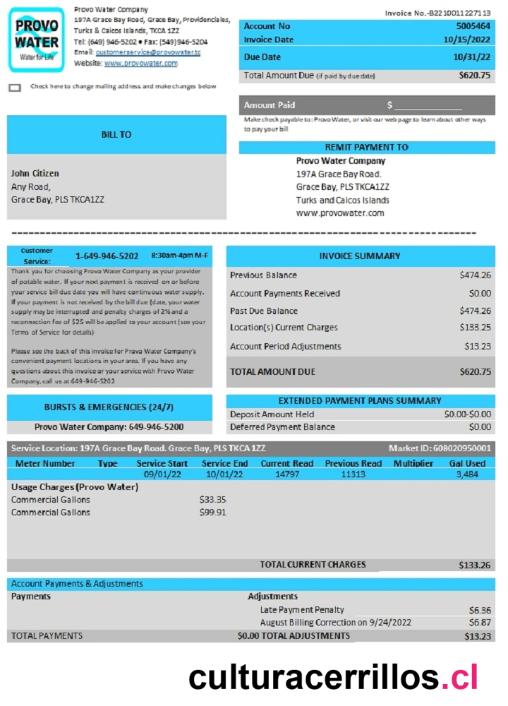 PROVO
WATER
Water for Life
Provo Water Company
197A Grace Bay Road, Grace Bay, Providenciales,
Turks & Caicos Islands, TKCA 1ZZ
Tel: (649) 946-5202 • Fax: (549)946-5204
Email: customerservice@provowater.tc
Website: www.provowater.com
Check here to change mailing address and make changes below
Invoice No.-B2210011227113
Account No 5005464
Invoice Date 10/15/2022
Due Date 10/31/22
Total Amount Due (if paid by due date) $620.75
Amount Paid $
Make check payable to: Provo Water, or visit our web page to learn about other ways
to pay your bill
BILL TO
John Citizen
Any Road,
Grace Bay, PLS TKCA1ZZ
REMIT PAYMENT TO
Provo Water Company
197A Grace Bay Road.
Grace Bay, PLS TKCA1ZZ
Turks and Caicos Islands
www.provowater.com
Customer
Service: 1-649-946-5202 8:30am-4pm M-F
Thank you for choosing Provo Water Company as your provider
of potable water. If your next payment is received on or before
your service bill due date you will have continuous water supply.
If your payment is not received by the bill due (date, your water
supply may be interrupted and penalty charges of 2% and a
reconnection fee of $25 will be applied to your account (see your
Terms of Service for details)
Please see the back of this invoice for Provo Water Company's
convenient payment locations in your area. If you have any
questions about this invoice or your service with Provo Water
Company, call us at 649-946-5202
INVOICE SUMMARY
Previous Balance $474.26
Account Payments Received $0.00
Past Due Balance $474.26
Location(s) Current Charges $133.25
Account Period Adjustments $13.23
TOTAL AMOUNT DUE $620.75
BURSTS & EMERGENCIES (24/7)
Provo Water Company: 649-946-5200
EXTENDED PAYMENT PLANS SUMMARY
Deposit Amount Held $0.00-$0.00
Deferred Payment Balance $0.00
Service Location: 197A Grace Bay Road. Grace Bay, PLS TKCA 1ZZ Market ID: 608020950001
Meter Number Type Service Start Service End Current Read Previous Read Multiplier Gal Used
09/01/22 10/01/22 14797 11313 3,484
Usage Charges (Provo Water)
Commercial Gallons $33.35
Commercial Gallons $99.91
TOTAL CURRENT CHARGES $133.26
Account Payments & Adjustments
Payments Adjustments
Late Payment Penalty $6.36
August Billing Correction on 9/24/2022 $6.87
TOTAL PAYMENTS $0.00 TOTAL ADJUSTMENTS $13.23
culturacerrillos.cl